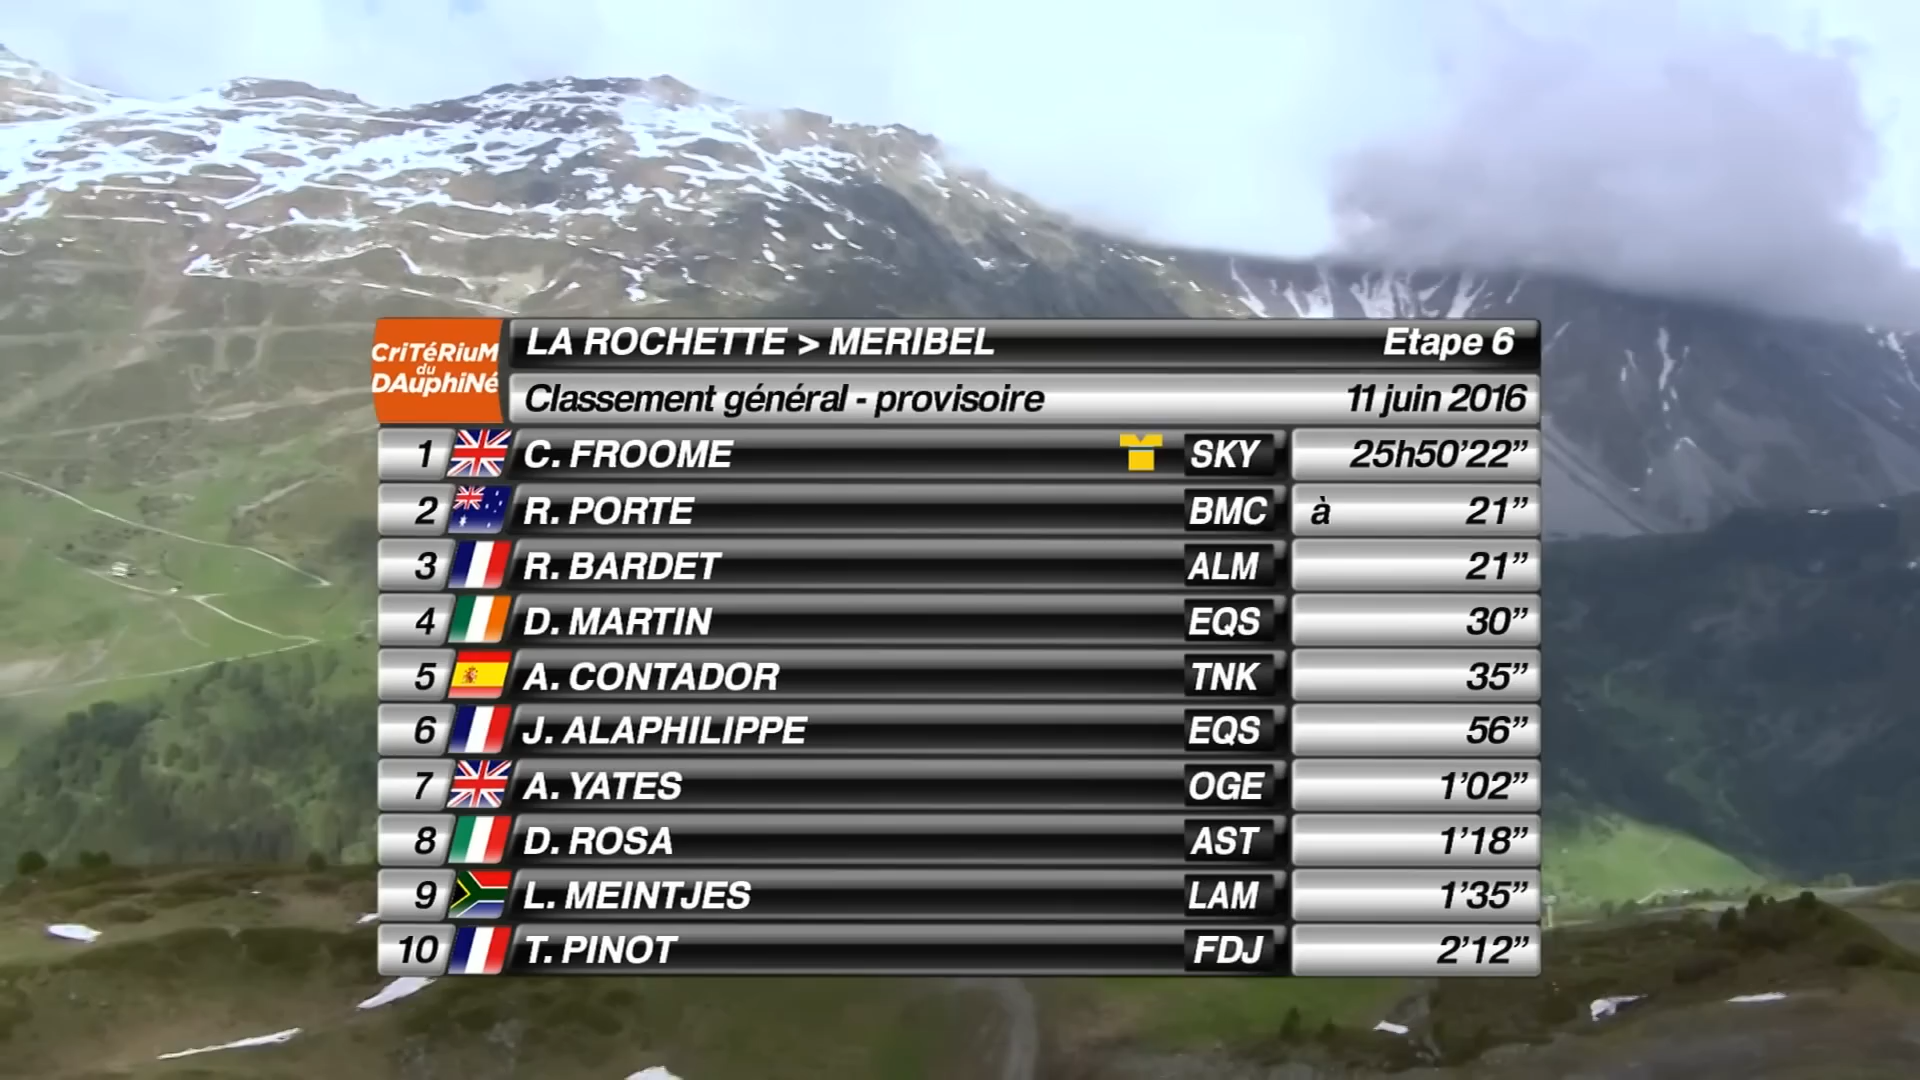 CriTéRiuM
du
DAuphiNé
LA ROCHETTE > MERIBEL Etape 6
Classement général - provisoire 11 juin 2016
1 C. FROOME SKY 25h50'22”
2 R. PORTE BMC à 21”
3 R. BARDET ALM 21”
4 D. MARTIN EQS 30”
5 A. CONTADOR TNK 35”
6 J. ALAPHILIPPE EQS 56”
7 A. YATES OGE 1'02”
8 D. ROSA AST 1'18”
9 L. MEINTJES LAM 1'35”
10 T. PINOT FDJ 2'12”